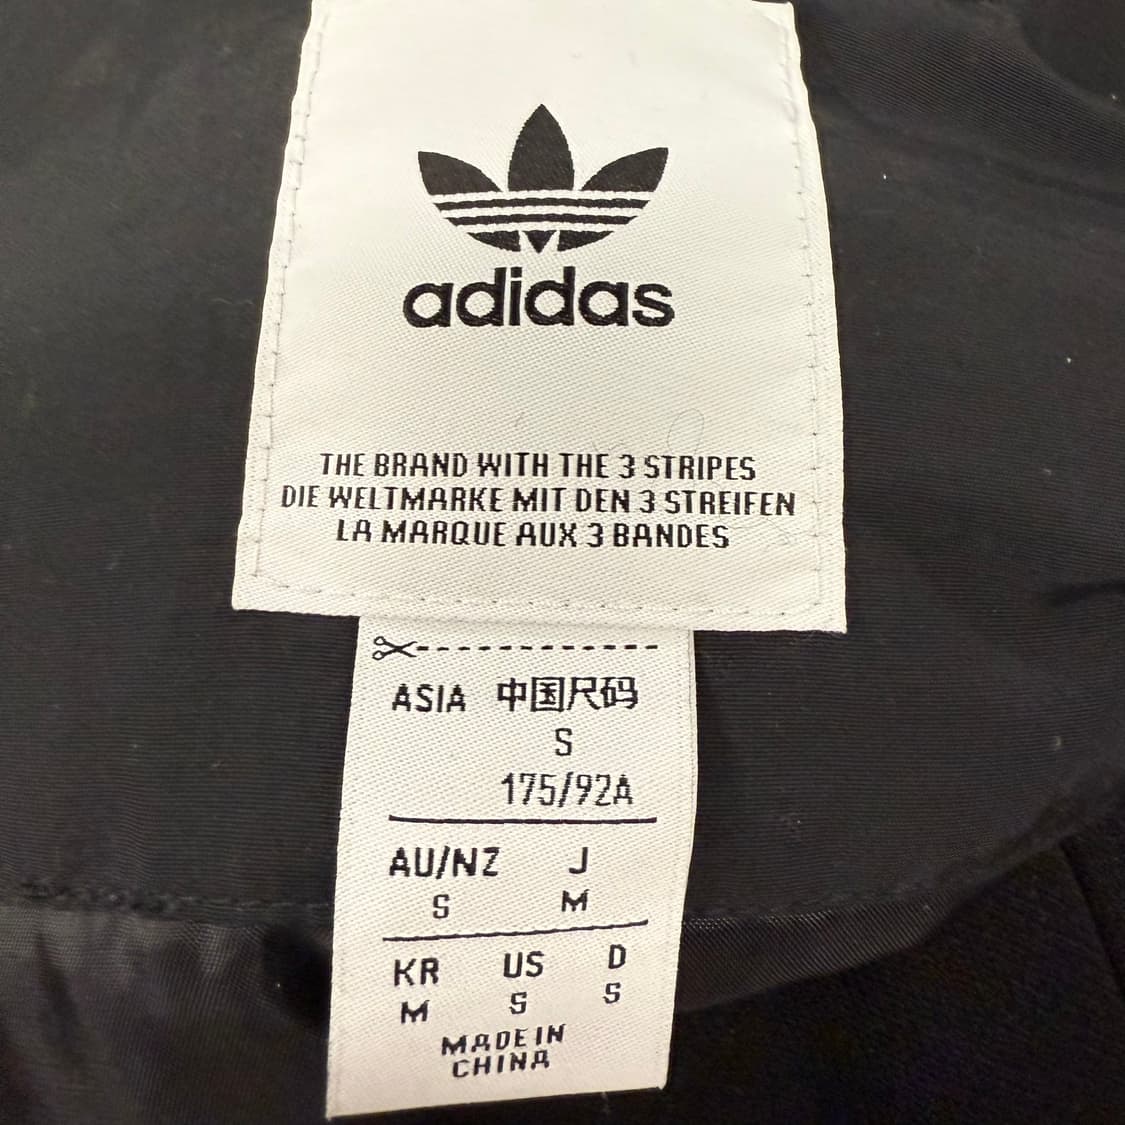 adidas
THE BRAND WITH THE 3 STRIPES
DIE WELTMARKE MIT DEN 3 STREIFEN
LA MARQUE AUX 3 BANDES
ASIA 中国尺码
S
175/92A
AU/NZ J
S M
KR US D
M S S
MADE IN
CHINA